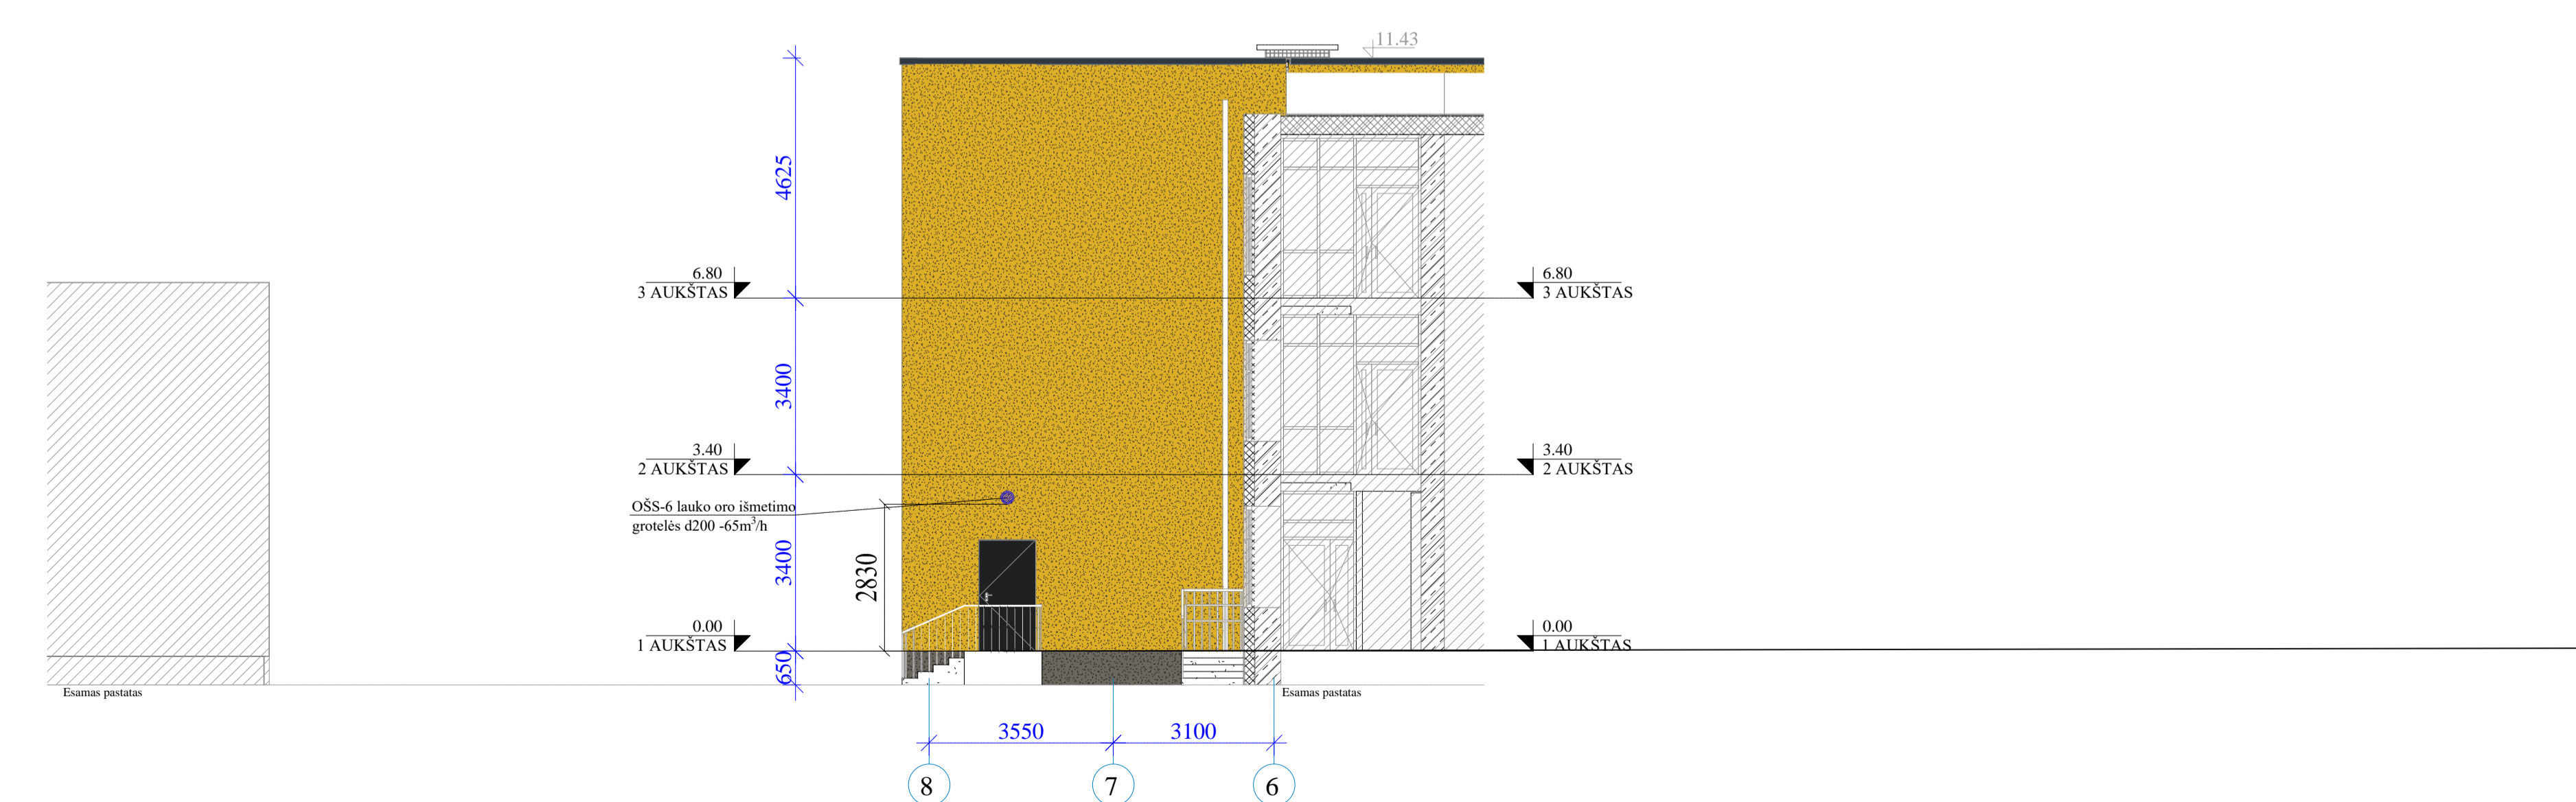 11.43
4625
6.80
3 AUKŠTAS
6.80
3 AUKŠTAS
3400
3.40
2 AUKŠTAS
3.40
2 AUKŠTAS
OŠS-6 lauko oro išmetimo
grotelės d200 -65m³/h
3400
2830
0.00
1 AUKŠTAS
0.00
1 AUKŠTAS
650
Esamas pastatas
Esamas pastatas
3550
3100
8
7
6